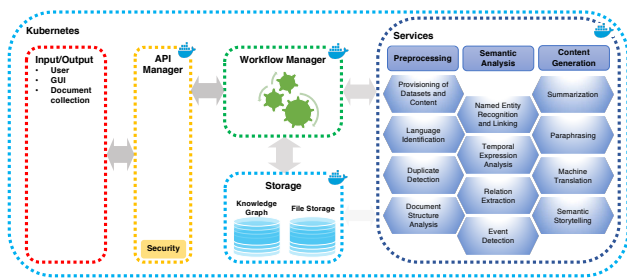 Kubernetes
Input/Output
• User
• GUI
• Document
collection
API
Manager
Security
Workflow Manager
Storage
Knowledge
Graph
File Storage
Services
Preprocessing
Provisioning of
Datasets and
Content
Language
Identification
Duplicate
Detection
Document
Structure
Analysis
Semantic
Analysis
Named Entity
Recognition
and Linking
Temporal
Expression
Analysis
Relation
Extraction
Event
Detection
Content
Generation
Summarization
Paraphrasing
Machine
Translation
Semantic
Storytelling